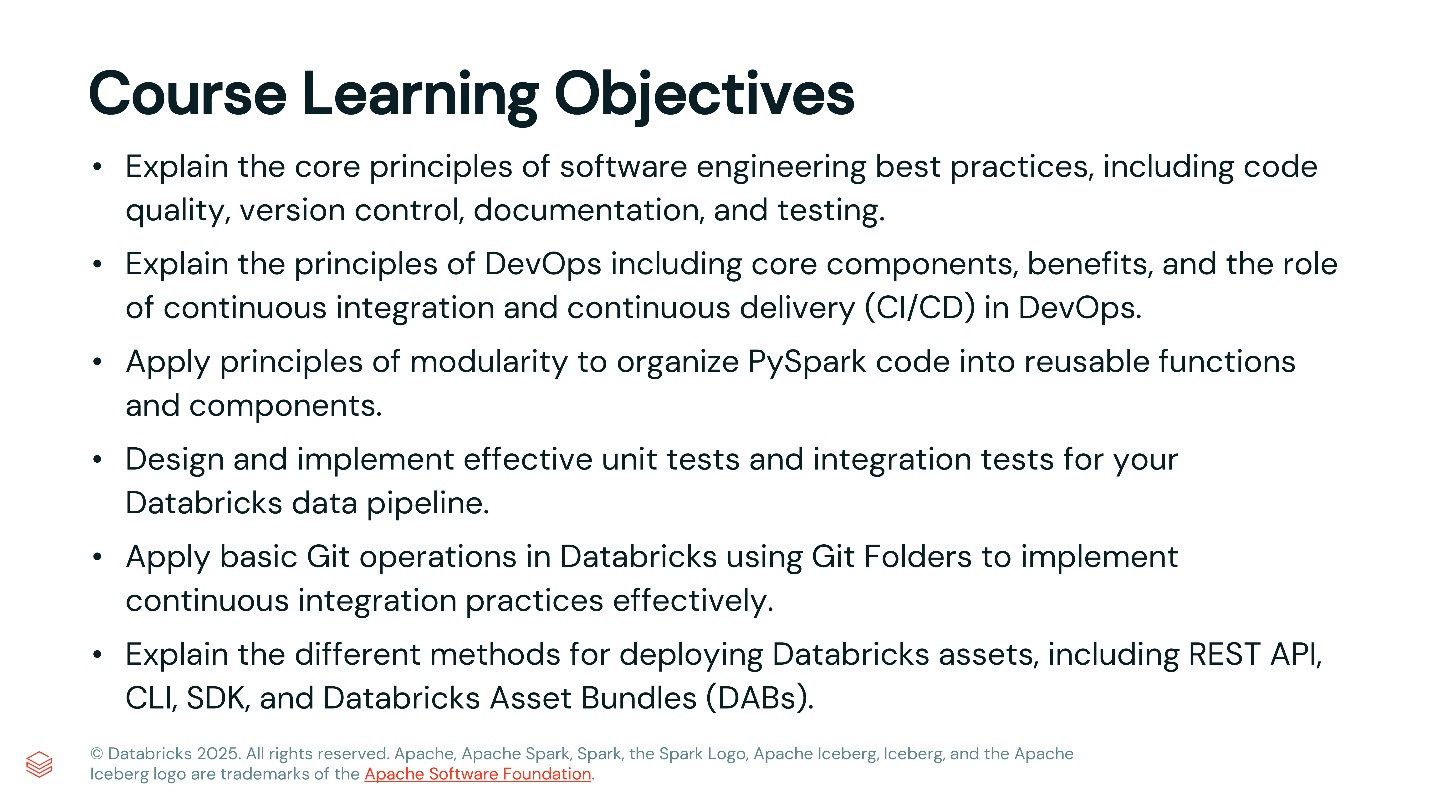 Course Learning Objectives
• Explain the core principles of software engineering best practices, including code
quality, version control, documentation, and testing.
• Explain the principles of DevOps including core components, benefits, and the role
of continuous integration and continuous delivery (CI/CD) in DevOps.
• Apply principles of modularity to organize PySpark code into reusable functions
and components.
• Design and implement effective unit tests and integration tests for your
Databricks data pipeline.
• Apply basic Git operations in Databricks using Git Folders to implement
continuous integration practices effectively.
• Explain the different methods for deploying Databricks assets, including REST API,
CLI, SDK, and Databricks Asset Bundles (DABs).
© Databricks 2025. All rights reserved. Apache, Apache Spark, Spark, the Spark Logo, Apache Iceberg, Iceberg, and the Apache
Iceberg logo are trademarks of the Apache Software Foundation.